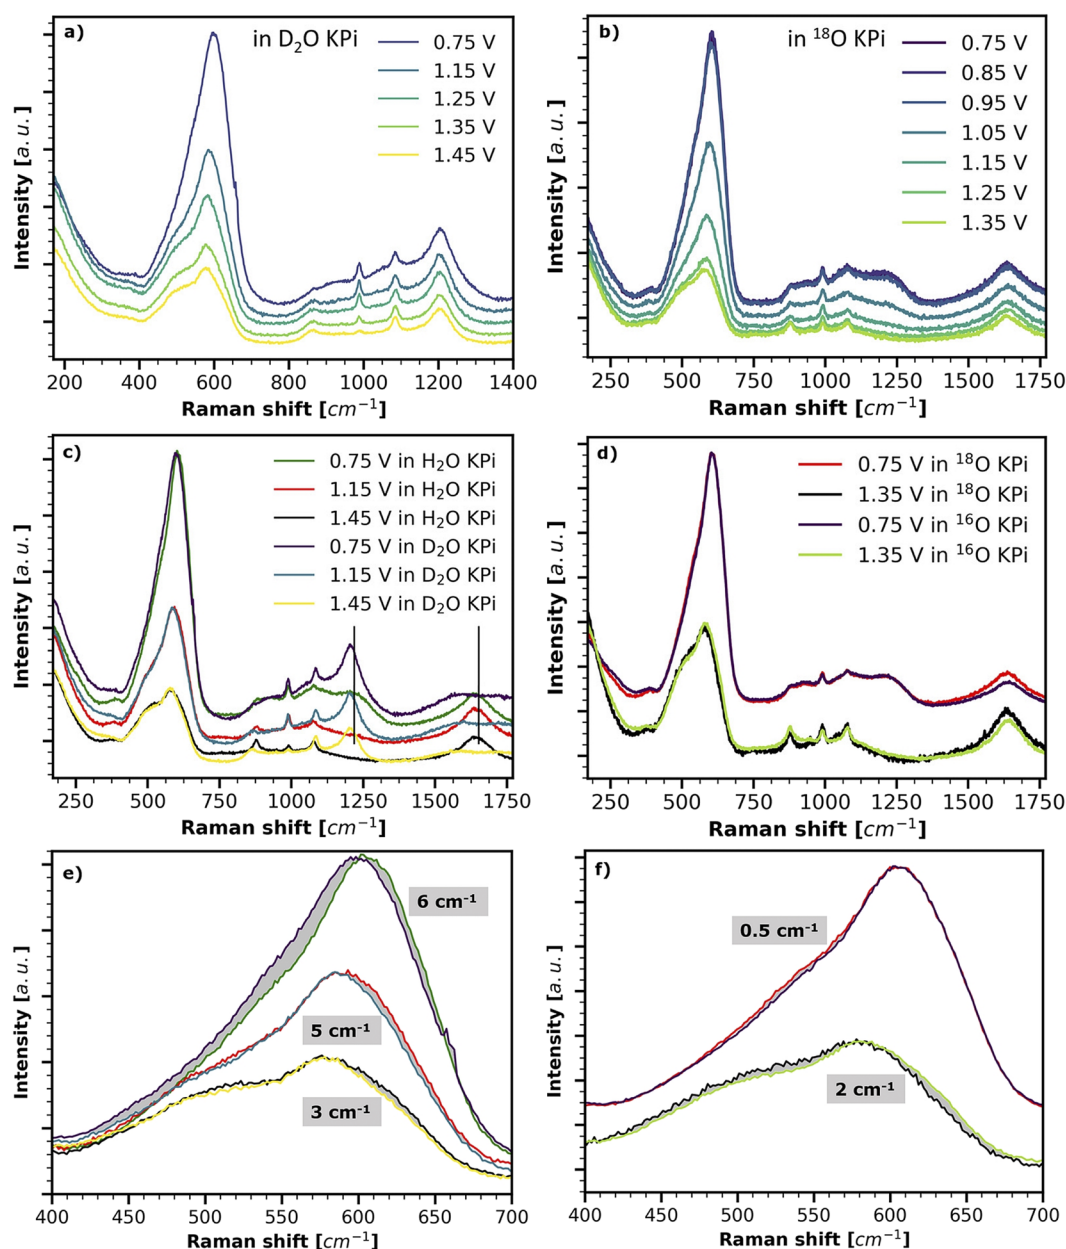 a)
in D₂O KPi
0.75 V
1.15 V
1.25 V
1.35 V
1.45 V
Intensity [a.u.]
200 400 600 800 1000 1200 1400
Raman shift [cm⁻¹]
b)
in ¹⁸O KPi
0.75 V
0.85 V
0.95 V
1.05 V
1.15 V
1.25 V
1.35 V
Intensity [a.u.]
250 500 750 1000 1250 1500 1750
Raman shift [cm⁻¹]
c)
0.75 V in H₂O KPi
1.15 V in H₂O KPi
1.45 V in H₂O KPi
0.75 V in D₂O KPi
1.15 V in D₂O KPi
1.45 V in D₂O KPi
Intensity [a.u.]
250 500 750 1000 1250 1500 1750
Raman shift [cm⁻¹]
d)
0.75 V in ¹⁸O KPi
1.35 V in ¹⁸O KPi
0.75 V in ¹⁶O KPi
1.35 V in ¹⁶O KPi
Intensity [a.u.]
250 500 750 1000 1250 1500 1750
Raman shift [cm⁻¹]
e)
6 cm⁻¹
5 cm⁻¹
3 cm⁻¹
Intensity [a.u.]
400 450 500 550 600 650 700
Raman shift [cm⁻¹]
f)
0.5 cm⁻¹
2 cm⁻¹
Intensity [a.u.]
400 450 500 550 600 650 700
Raman shift [cm⁻¹]